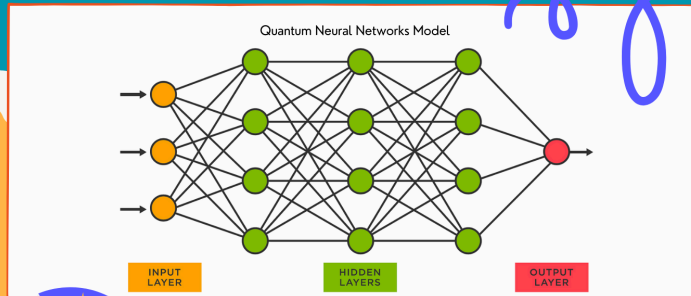 Quantum Neural Networks Model
INPUT
LAYER
HIDDEN
LAYERS
OUTPUT
LAYER